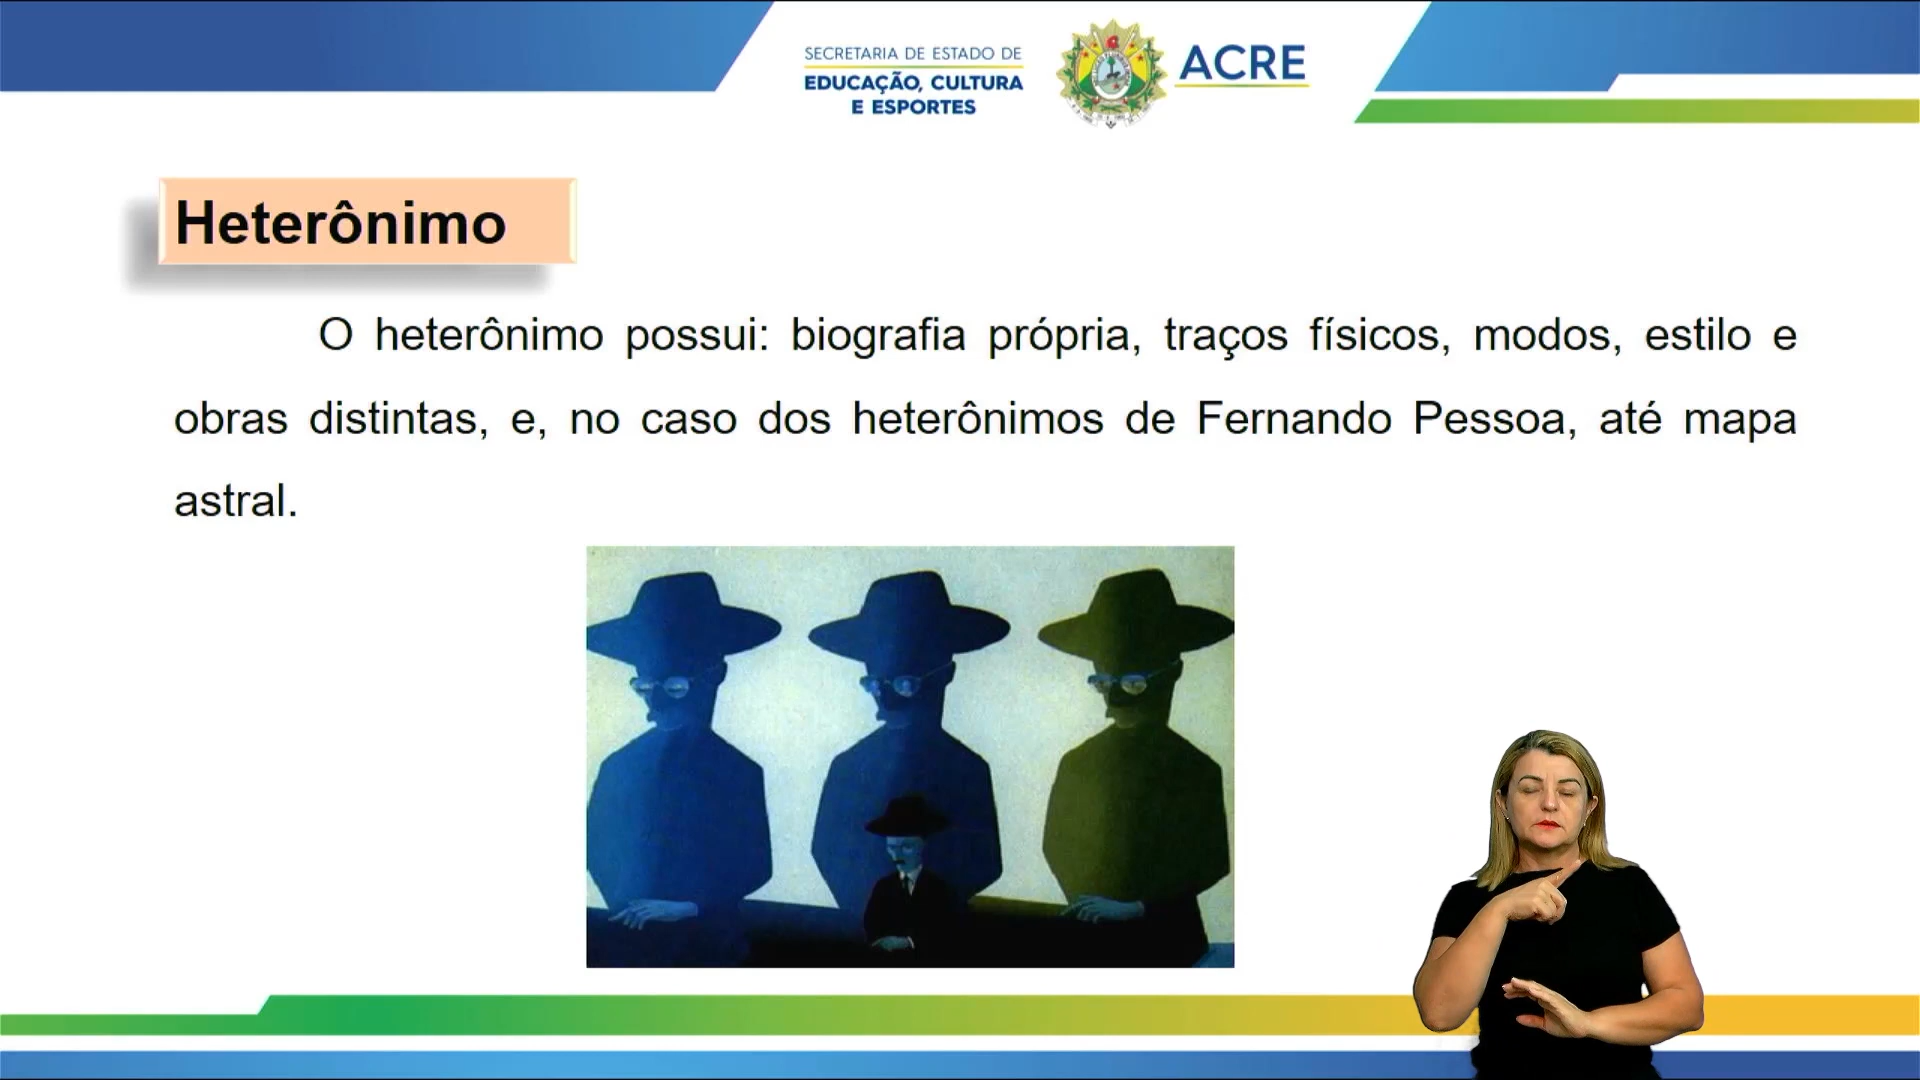 SECRETARIA DE ESTADO DE
EDUCAÇÃO, CULTURA
E ESPORTES
ACRE
Heterônimo
O heterônimo possui: biografia própria, traços físicos, modos, estilo e
obras distintas, e, no caso dos heterônimos de Fernando Pessoa, até mapa
astral.